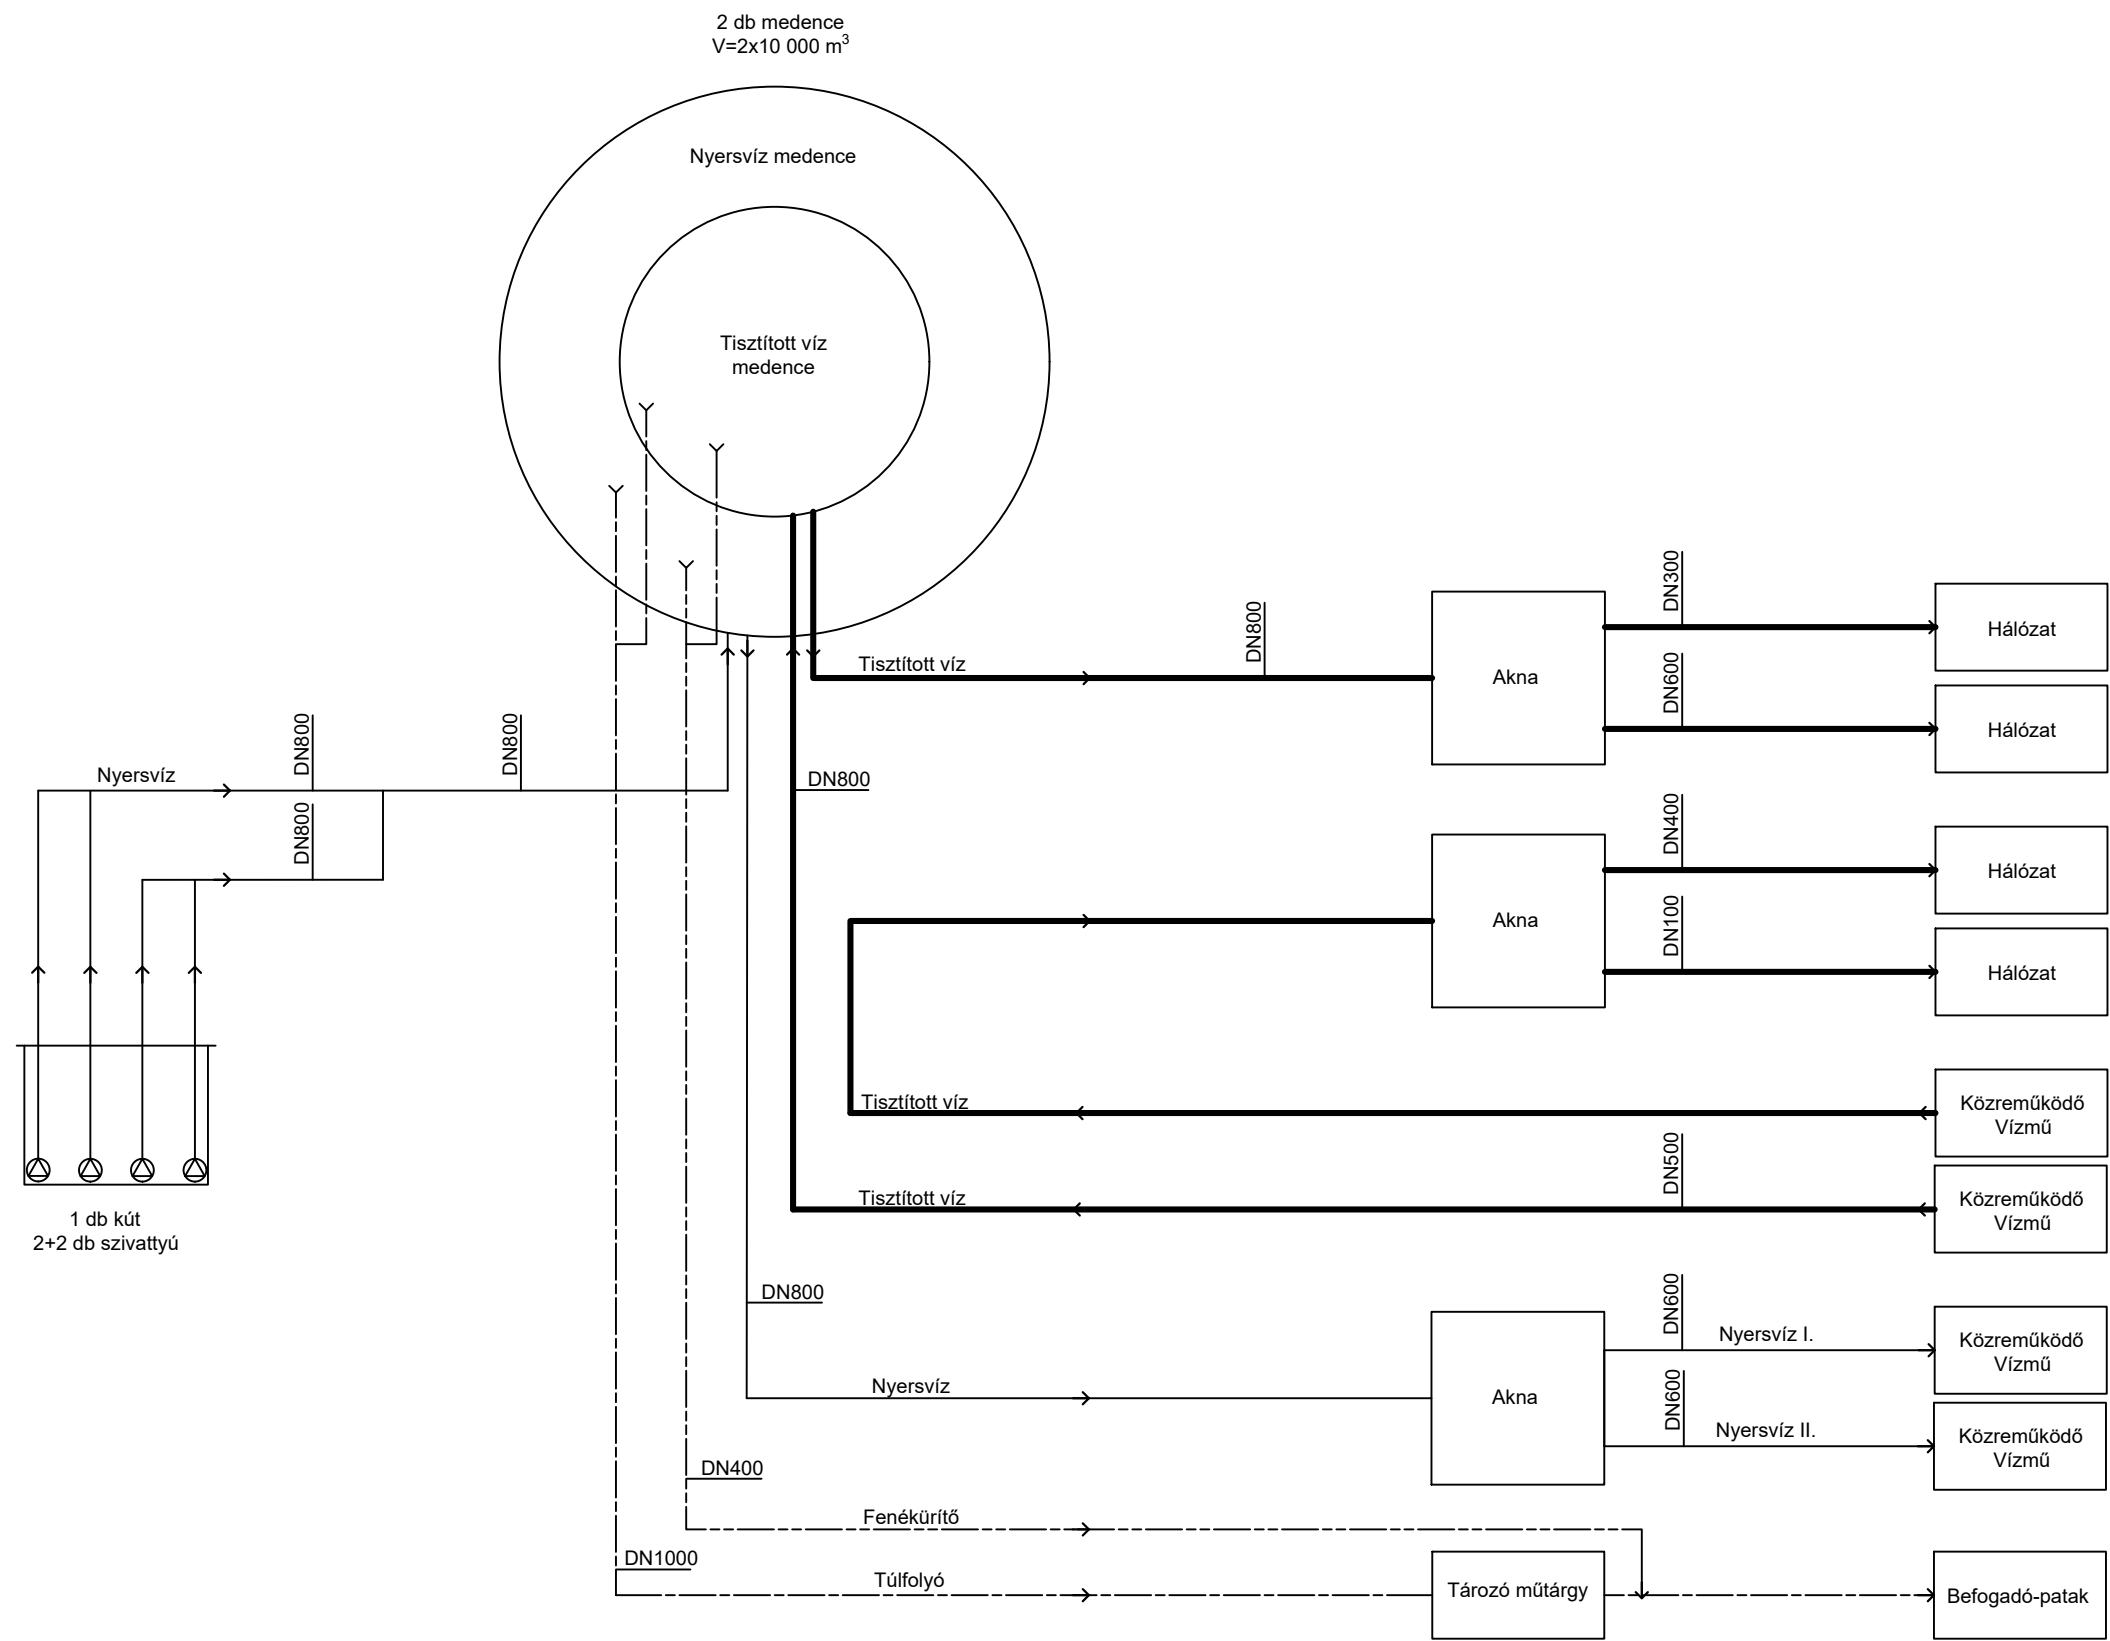 2 db medence
V=2x10 000 m³
Nyersvíz medence
Tisztított víz
medence
DN300
Hálózat
DN800
Tisztított víz
Akna
DN600
Hálózat
DN800
DN800
Nyersvíz
DN800
DN800
DN400
Hálózat
Akna
DN100
Hálózat
Tisztított víz
Közreműködő
Vízmű
DN500
Tisztított víz
Közreműködő
Vízmű
1 db kút
2+2 db szivattyú
DN800
DN600
Nyersvíz I.
Közreműködő
Vízmű
Nyersvíz
Akna
DN600
Nyersvíz II.
Közreműködő
Vízmű
DN400
Fenékürítő
DN1000
Túlfolyó
Tározó műtárgy
Befogadó-patak